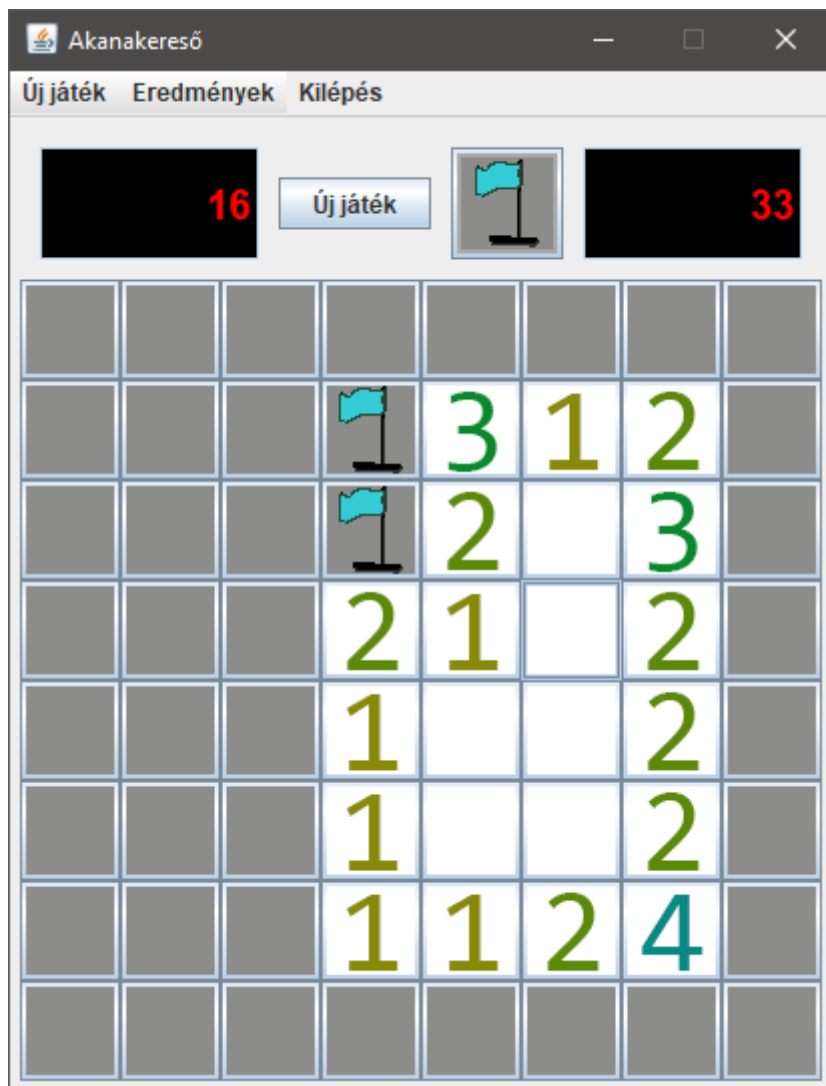 Akanakereső
Új játék Eredmények Kilépés
16 Új játék 33
3 1 2
2 3
2 1 2
1 2
1 2
1 1 2 4